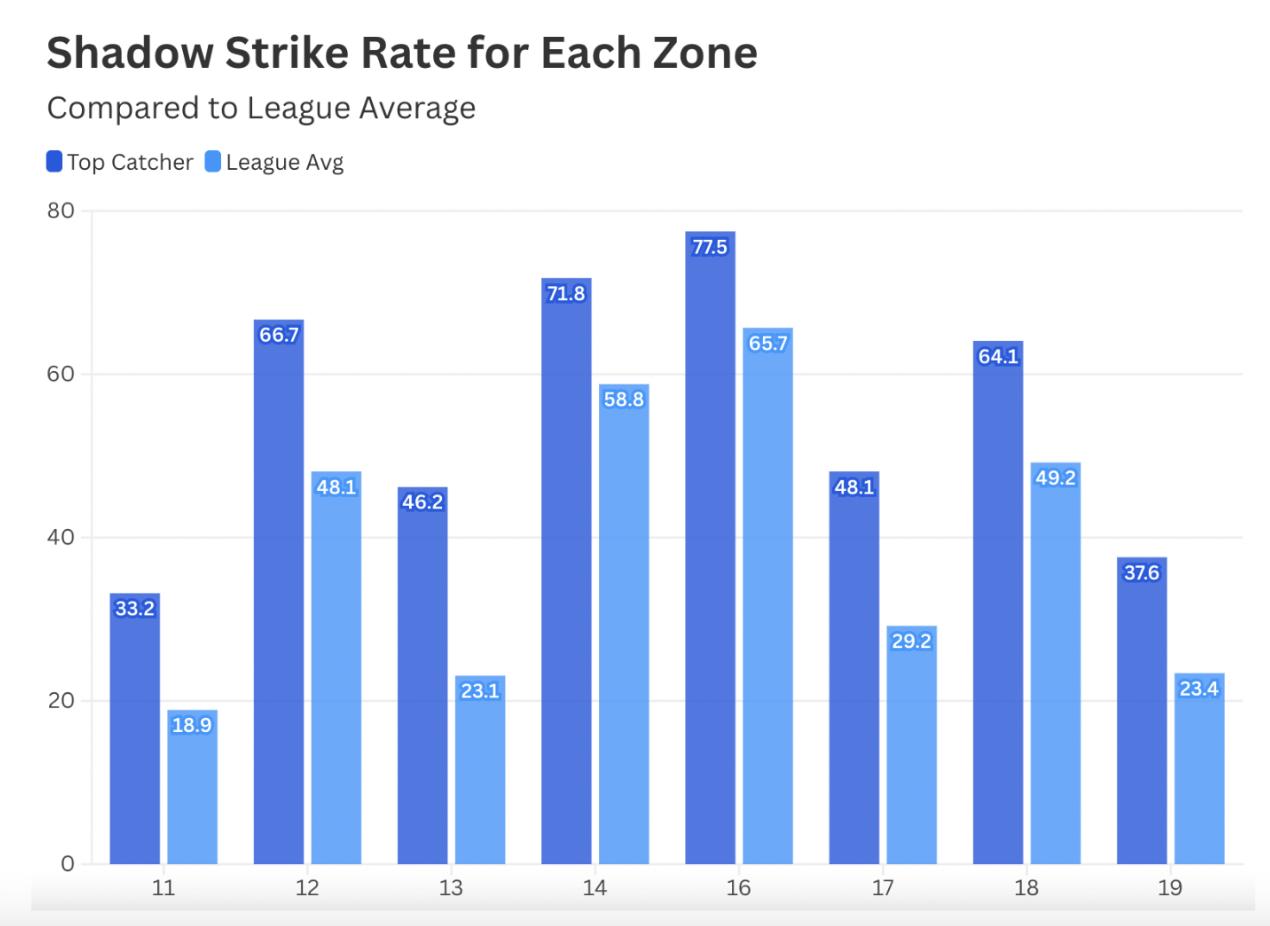 Shadow Strike Rate for Each Zone
Compared to League Average
Top Catcher League Avg
80
60
40
20
0
33.2 18.9 66.7 48.1 46.2 23.1 71.8 58.8 77.5 65.7 48.1 29.2 64.1 49.2 37.6 23.4
11 12 13 14 16 17 18 19